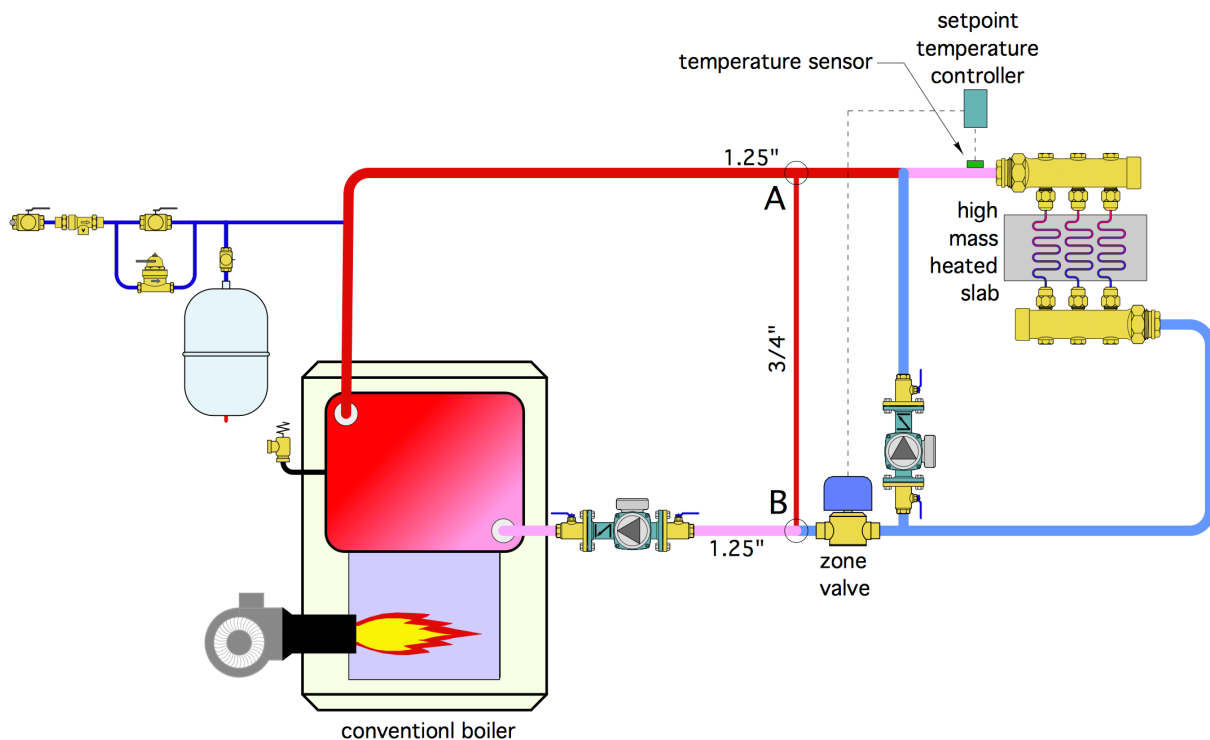 setpoint
temperature
controller
temperature sensor
1.25"
A
high
mass
heated
slab
3/4"
B
1.25"
zone
valve
conventionl boiler